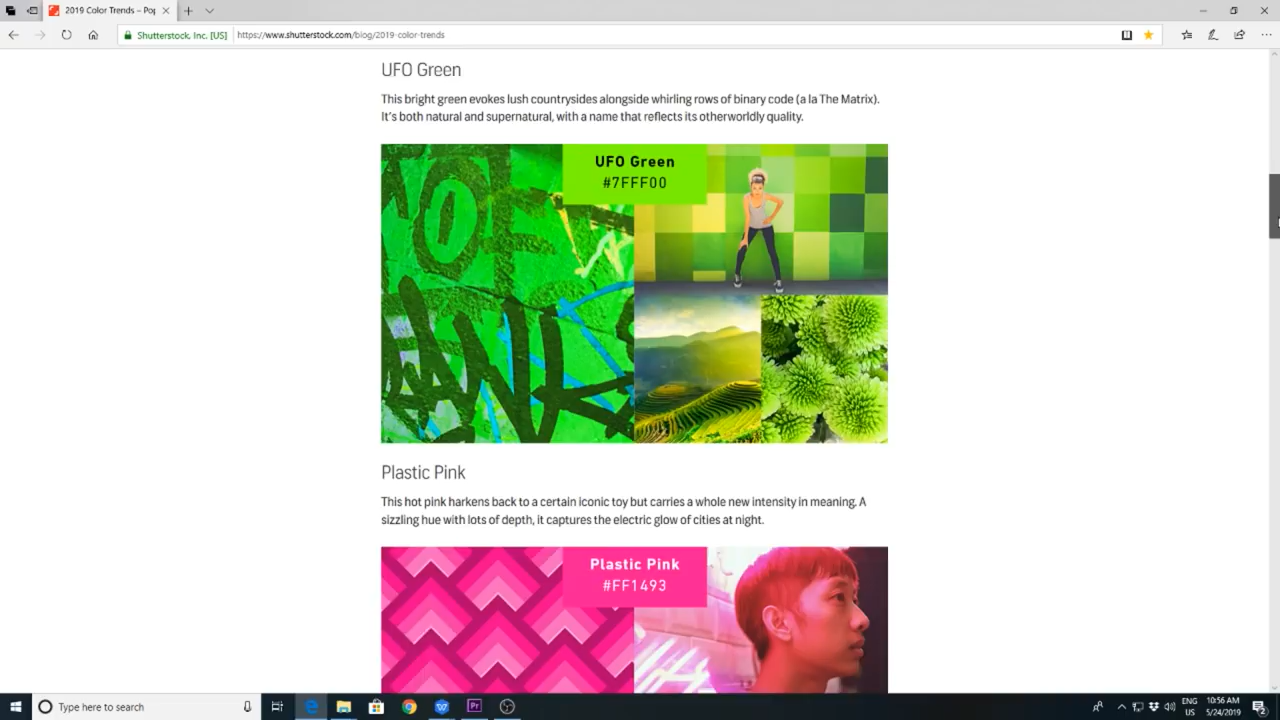 2019 Color Trends – Pop
Shutterstock, Inc. [US]
https://www.shutterstock.com/blog/2019-color-trends
UFO Green
This bright green evokes lush countrysides alongside whirling rows of binary code (a la The Matrix).
It's both natural and supernatural, with a name that reflects its otherworldly quality.
UFO Green
#7FFF00
Plastic Pink
This hot pink harkens back to a certain iconic toy but carries a whole new intensity in meaning. A
sizzling hue with lots of depth, it captures the electric glow of cities at night.
Plastic Pink
#FF1493
Type here to search
Pr
ENG
US
10:56 AM
5/24/2019
2